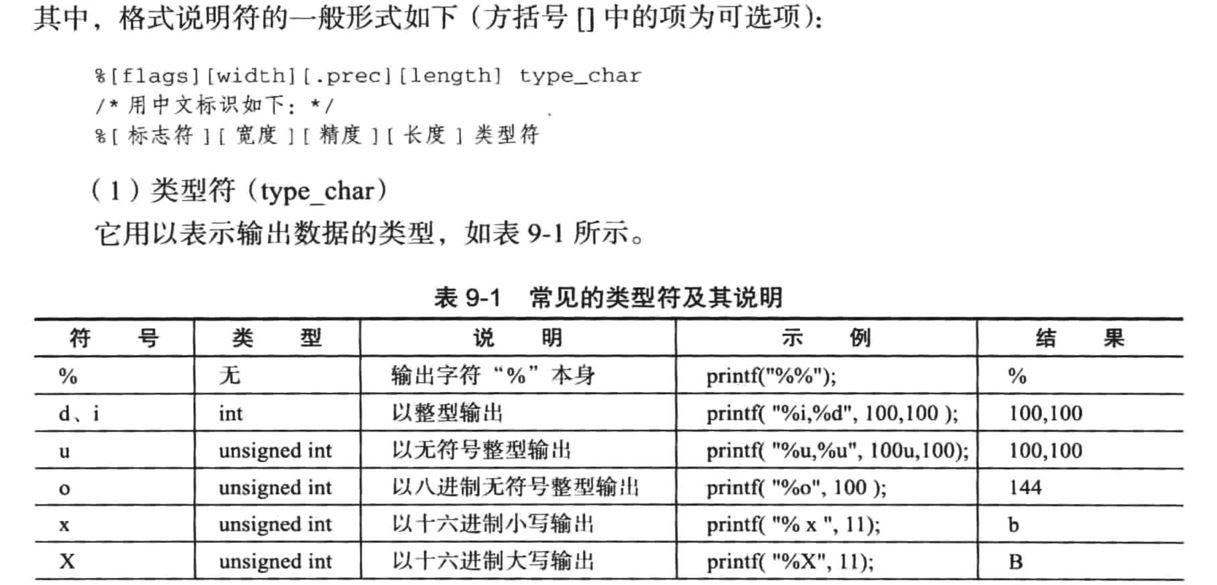 其中，格式说明符的一般形式如下（方括号 [] 中的项为可选项）：
%[flags][width][.prec][length] type_char
/* 用中文标识如下：*/
%[ 标志符 ][ 宽度 ][ 精度 ][ 长度 ] 类型符
（1）类型符（type_char）
它用以表示输出数据的类型，如表 9-1 所示。
表 9-1 常见的类型符及其说明
符 号 类 型 说 明 示 例 结 果
% 无 输出字符“%”本身 printf("%%"); %
d、i int 以整型输出 printf( "%i,%d", 100,100 ); 100,100
u unsigned int 以无符号整型输出 printf( "%u,%u", 100u,100); 100,100
o unsigned int 以八进制无符号整型输出 printf( "%o", 100 ); 144
x unsigned int 以十六进制小写输出 printf( "% x ", 11); b
X unsigned int 以十六进制大写输出 printf( "%X", 11); B